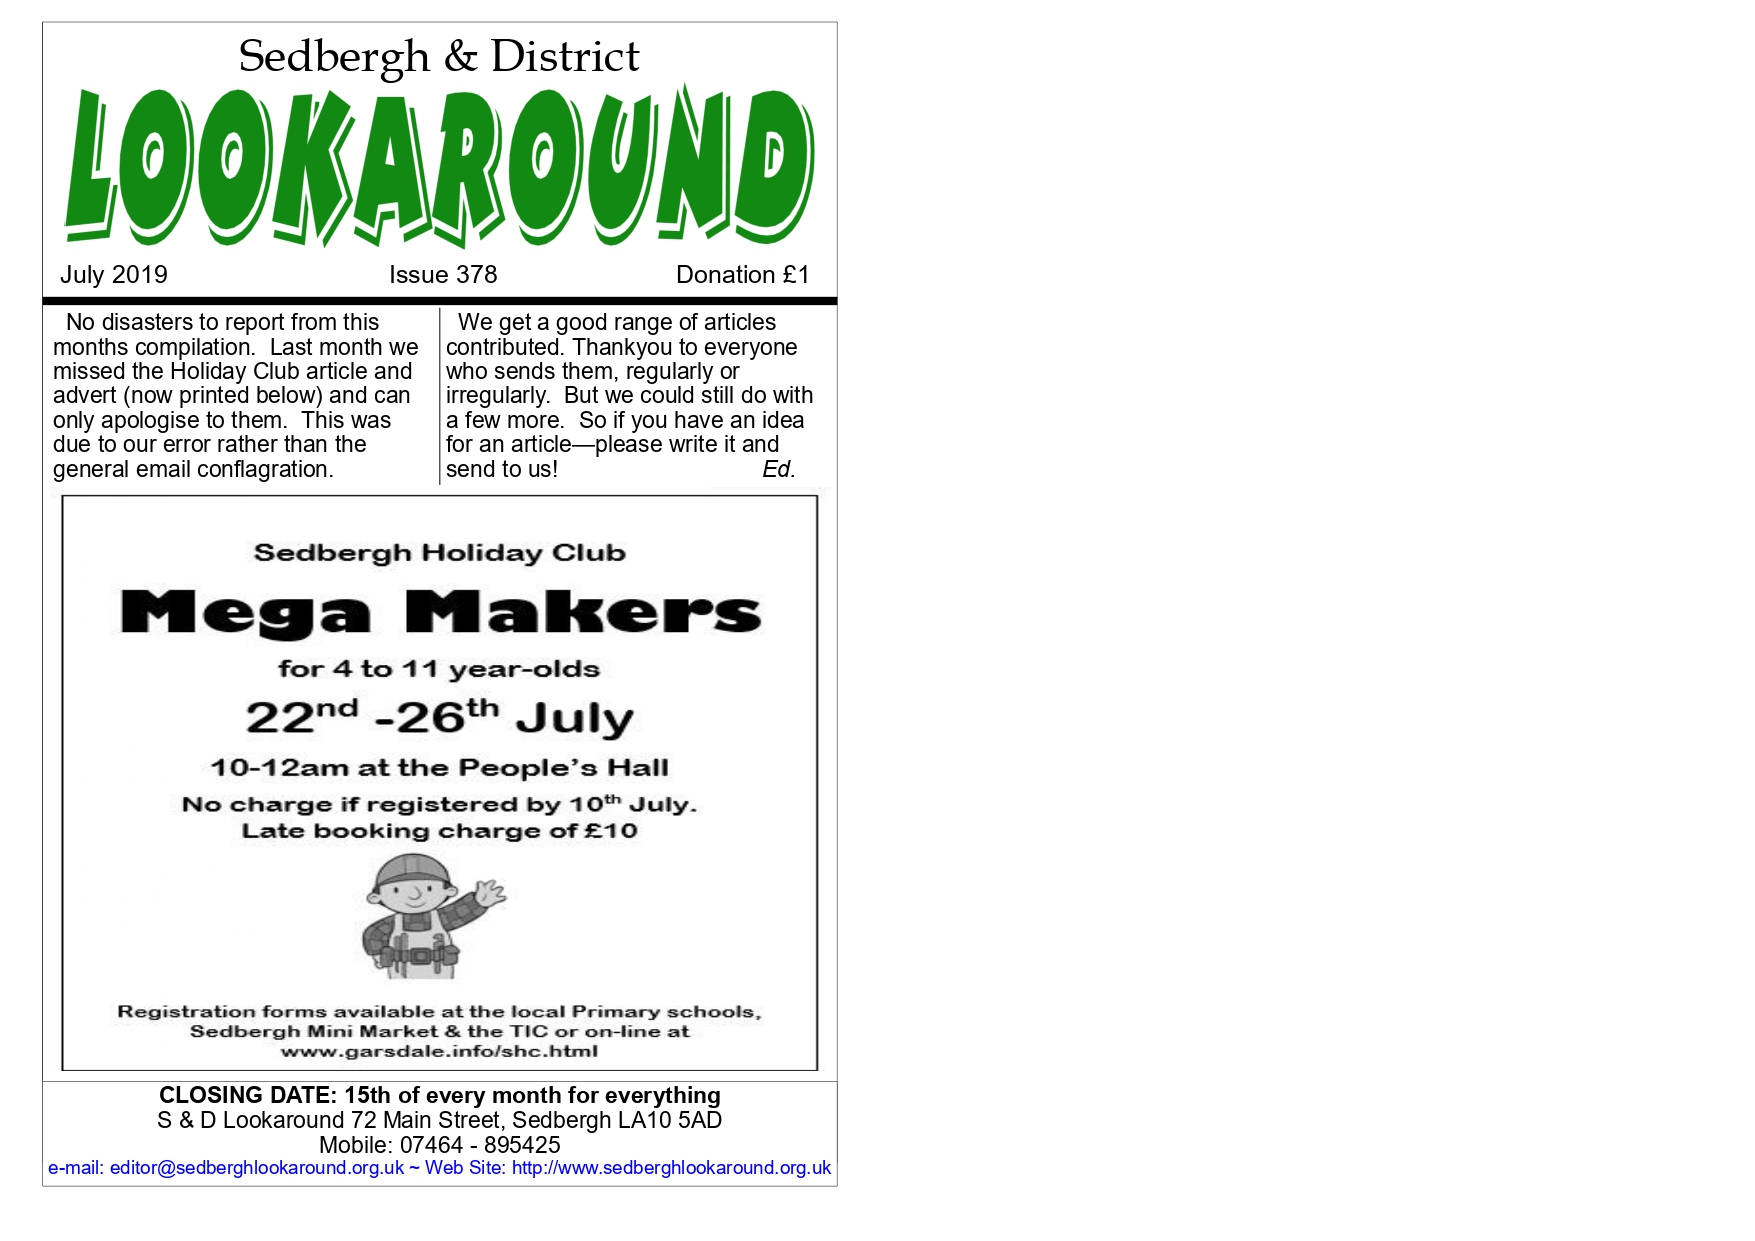 Sedbergh & District
LOOKAROUND
July 2019 Issue 378 Donation £1
No disasters to report from this
months compilation. Last month we
missed the Holiday Club article and
advert (now printed below) and can
only apologise to them. This was
due to our error rather than the
general email conflagration.
We get a good range of articles
contributed. Thankyou to everyone
who sends them, regularly or
irregularly. But we could still do with
a few more. So if you have an idea
for an article—please write it and
send to us! Ed.
Sedbergh Holiday Club
Mega Makers
for 4 to 11 year-olds
22nd -26th July
10-12am at the People's Hall
No charge if registered by 10th July.
Late booking charge of £10
Registration forms available at the local Primary schools,
Sedbergh Mini Market & the TIC or on-line at
www.garsdale.info/shc.html
CLOSING DATE: 15th of every month for everything
S & D Lookaround 72 Main Street, Sedbergh LA10 5AD
Mobile: 07464 - 895425
e-mail: editor@sedberghlookaround.org.uk ~ Web Site: http://www.sedberghlookaround.org.uk